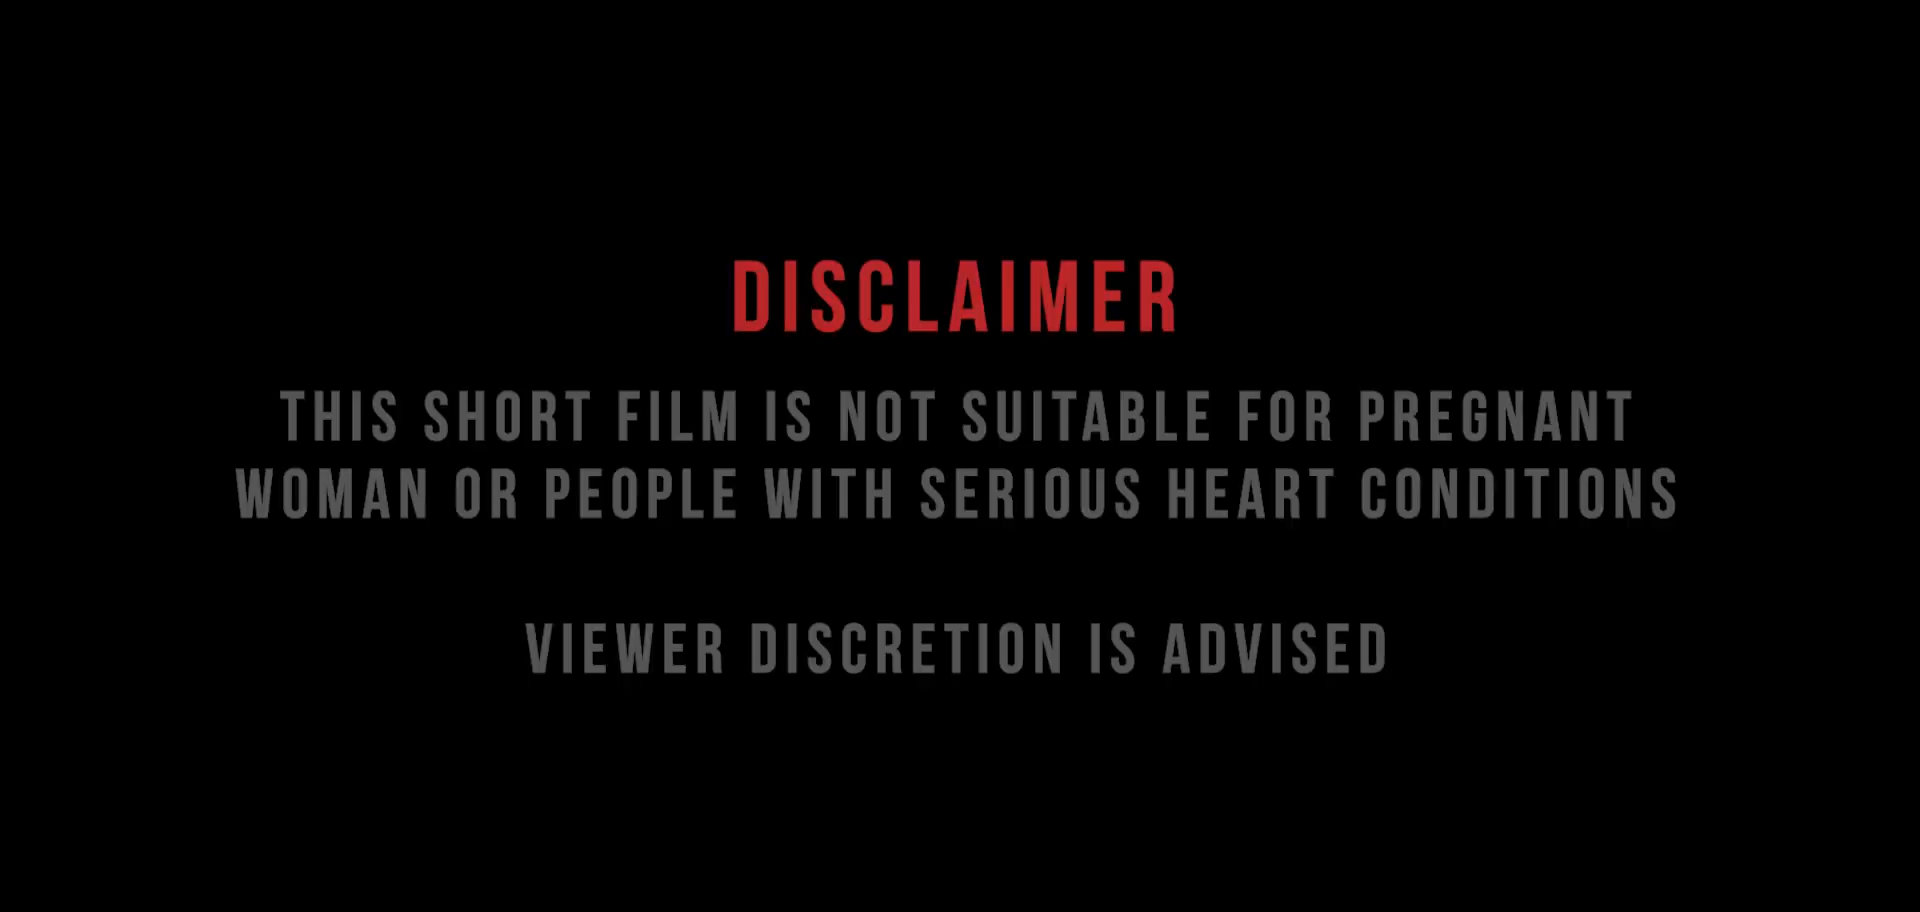 DISCLAIMER
THIS SHORT FILM IS NOT SUITABLE FOR PREGNANT
WOMAN OR PEOPLE WITH SERIOUS HEART CONDITIONS
VIEWER DISCRETION IS ADVISED